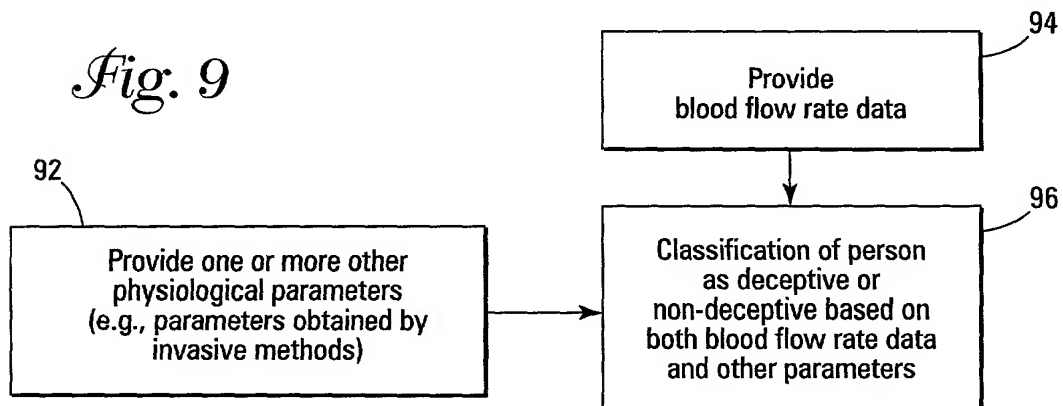 Fig. 9
94
Provide
blood flow rate data
92
96
Provide one or more other
physiological parameters
(e.g., parameters obtained by
invasive methods)
Classification of person
as deceptive or
non-deceptive based on
both blood flow rate data
and other parameters